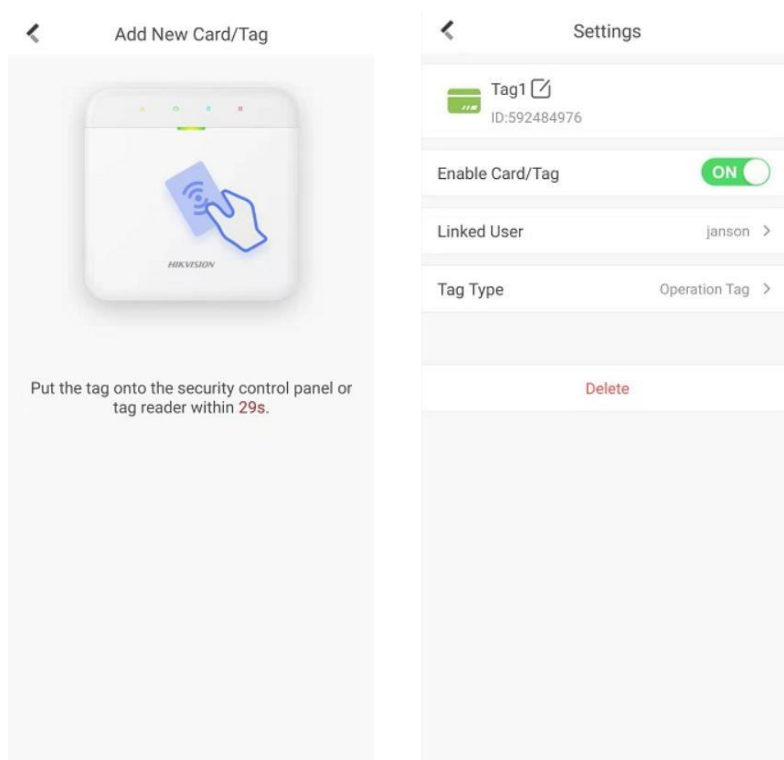 Add New Card/Tag
HIKVISION
Put the tag onto the security control panel or
tag reader within 29s.
Settings
Tag1
ID:592484976
Enable Card/Tag ON
Linked User janson >
Tag Type Operation Tag >
Delete